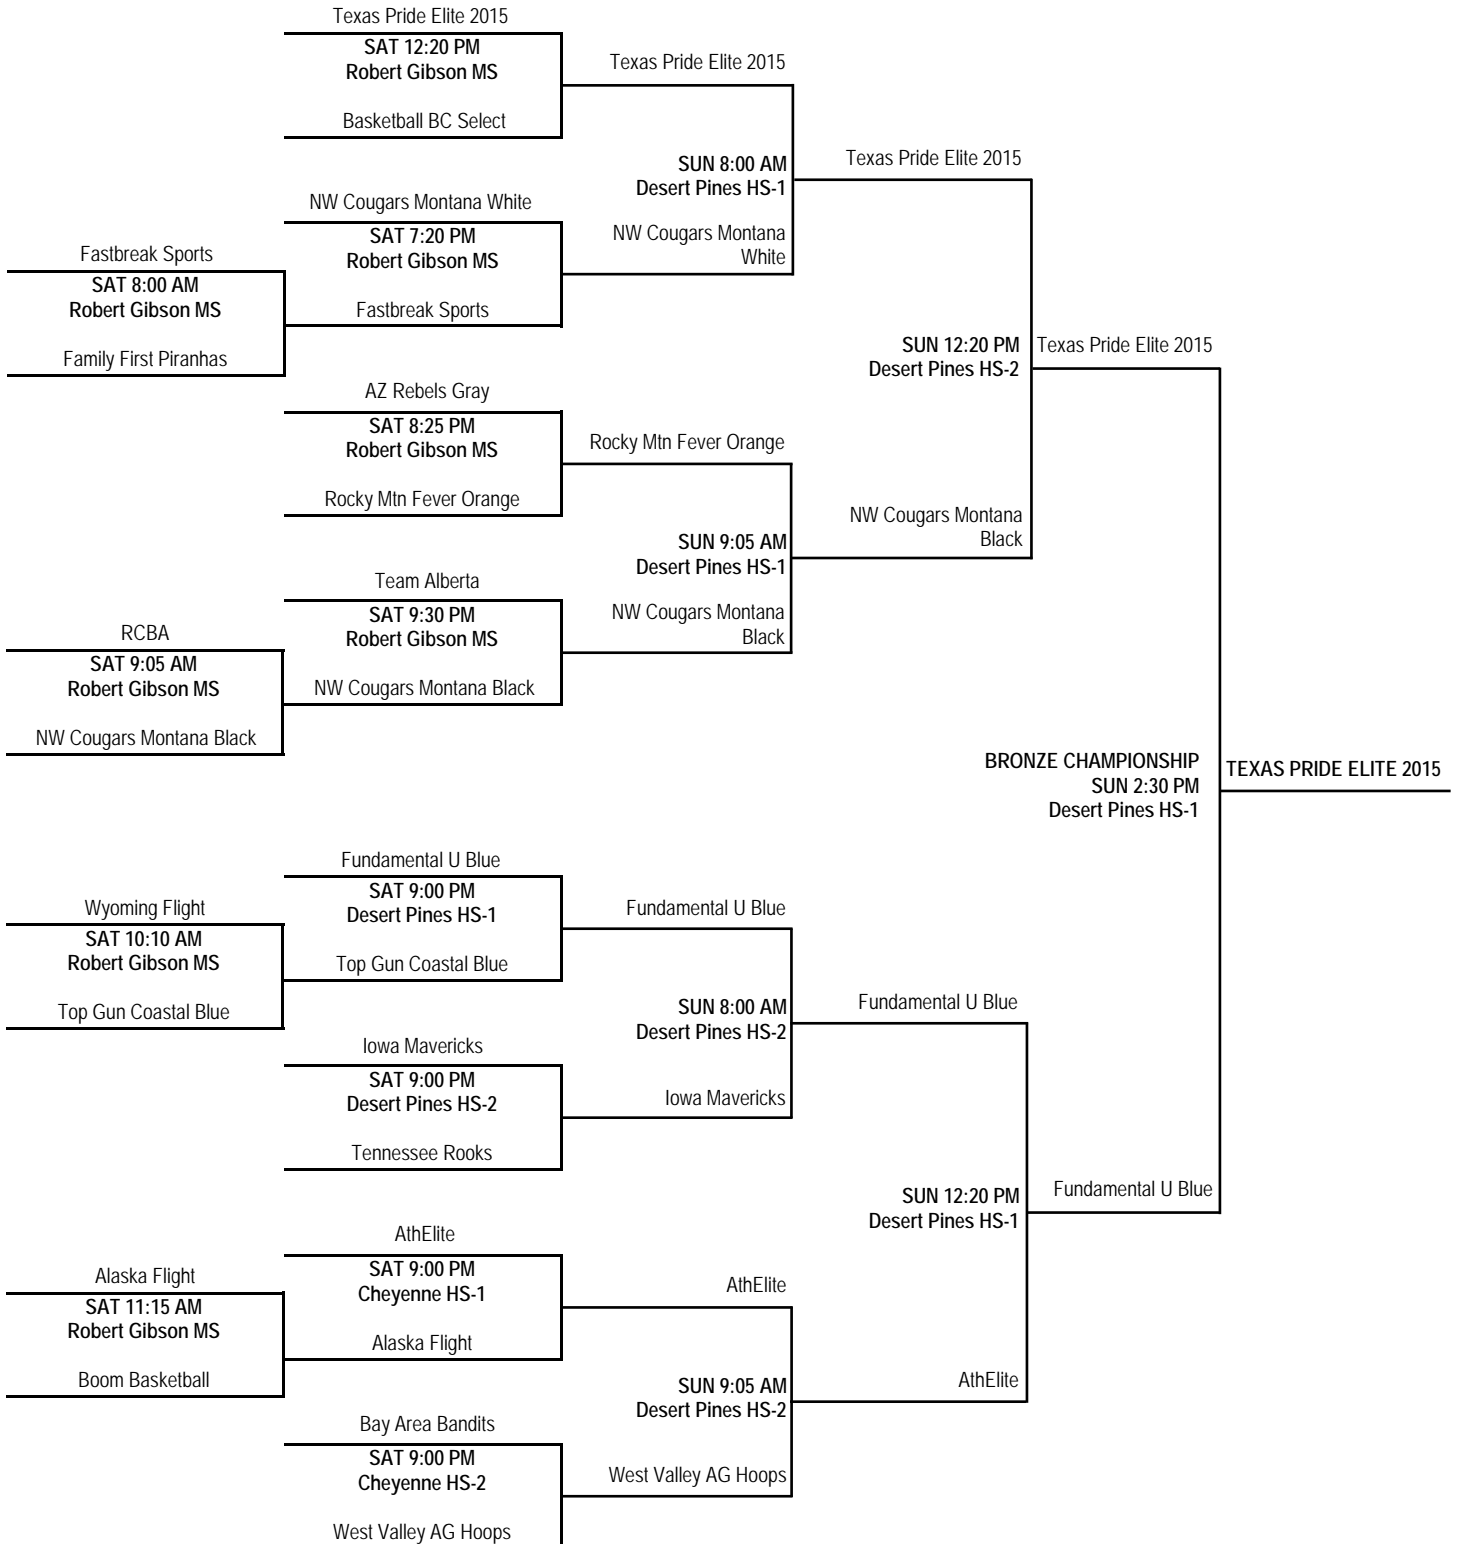 Texas Pride Elite 2015
SAT 12:20 PM
Robert Gibson MS
Basketball BC Select
Texas Pride Elite 2015
SUN 8:00 AM
Desert Pines HS-1
Texas Pride Elite 2015
NW Cougars Montana White
SAT 7:20 PM
Robert Gibson MS
Fastbreak Sports
NW Cougars Montana
White
Fastbreak Sports
SAT 8:00 AM
Robert Gibson MS
Family First Piranhas
SUN 12:20 PM
Desert Pines HS-2
Texas Pride Elite 2015
AZ Rebels Gray
SAT 8:25 PM
Robert Gibson MS
Rocky Mtn Fever Orange
Rocky Mtn Fever Orange
SUN 9:05 AM
Desert Pines HS-1
NW Cougars Montana
Black
Team Alberta
SAT 9:30 PM
Robert Gibson MS
NW Cougars Montana Black
NW Cougars Montana
Black
RCBA
SAT 9:05 AM
Robert Gibson MS
NW Cougars Montana Black
BRONZE CHAMPIONSHIP
SUN 2:30 PM
Desert Pines HS-1
TEXAS PRIDE ELITE 2015
Fundamental U Blue
SAT 9:00 PM
Desert Pines HS-1
Top Gun Coastal Blue
Wyoming Flight
SAT 10:10 AM
Robert Gibson MS
Top Gun Coastal Blue
Fundamental U Blue
SUN 8:00 AM
Desert Pines HS-2
Fundamental U Blue
Iowa Mavericks
SAT 9:00 PM
Desert Pines HS-2
Tennessee Rooks
Iowa Mavericks
SUN 12:20 PM
Desert Pines HS-1
Fundamental U Blue
AthElite
SAT 9:00 PM
Cheyenne HS-1
Alaska Flight
Alaska Flight
SAT 11:15 AM
Robert Gibson MS
Boom Basketball
AthElite
SUN 9:05 AM
Desert Pines HS-2
AthElite
Bay Area Bandits
SAT 9:00 PM
Cheyenne HS-2
West Valley AG Hoops
West Valley AG Hoops